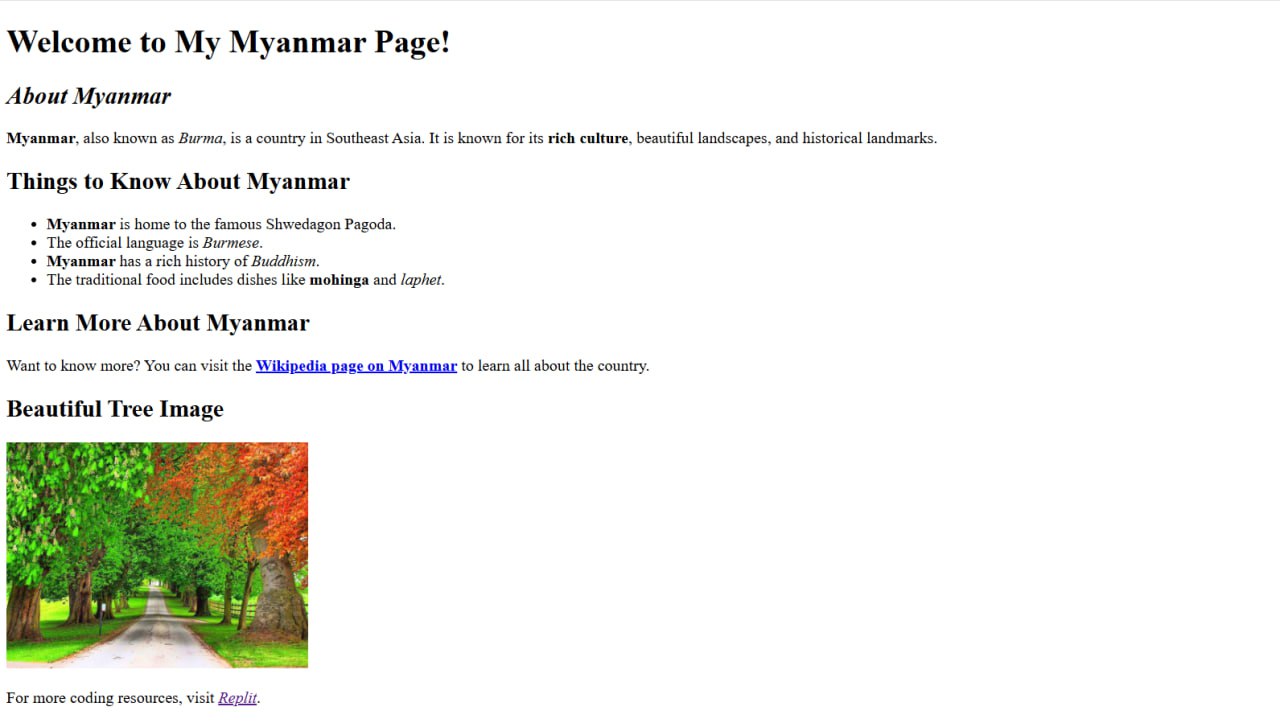 Welcome to My Myanmar Page!
About Myanmar
Myanmar, also known as Burma, is a country in Southeast Asia. It is known for its rich culture, beautiful landscapes, and historical landmarks.
Things to Know About Myanmar
• Myanmar is home to the famous Shwedagon Pagoda.
• The official language is Burmese.
• Myanmar has a rich history of Buddhism.
• The traditional food includes dishes like mohinga and laphet.
Learn More About Myanmar
Want to know more? You can visit the Wikipedia page on Myanmar to learn all about the country.
Beautiful Tree Image
For more coding resources, visit Replit.